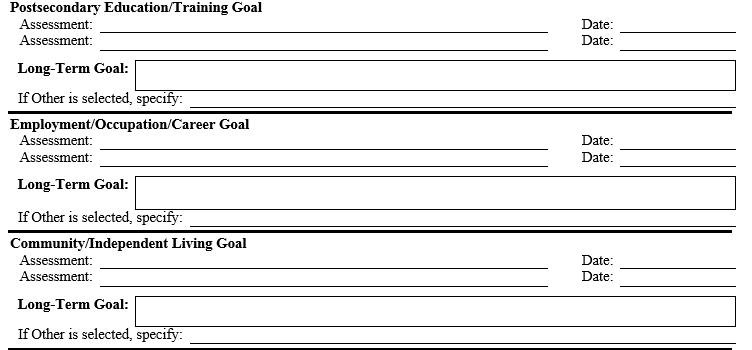 Postsecondary Education/Training Goal
Assessment: Date:
Assessment: Date:
Long-Term Goal:
If Other is selected, specify:
Employment/Occupation/Career Goal
Assessment: Date:
Assessment: Date:
Long-Term Goal:
If Other is selected, specify:
Community/Independent Living Goal
Assessment: Date:
Assessment: Date:
Long-Term Goal:
If Other is selected, specify: